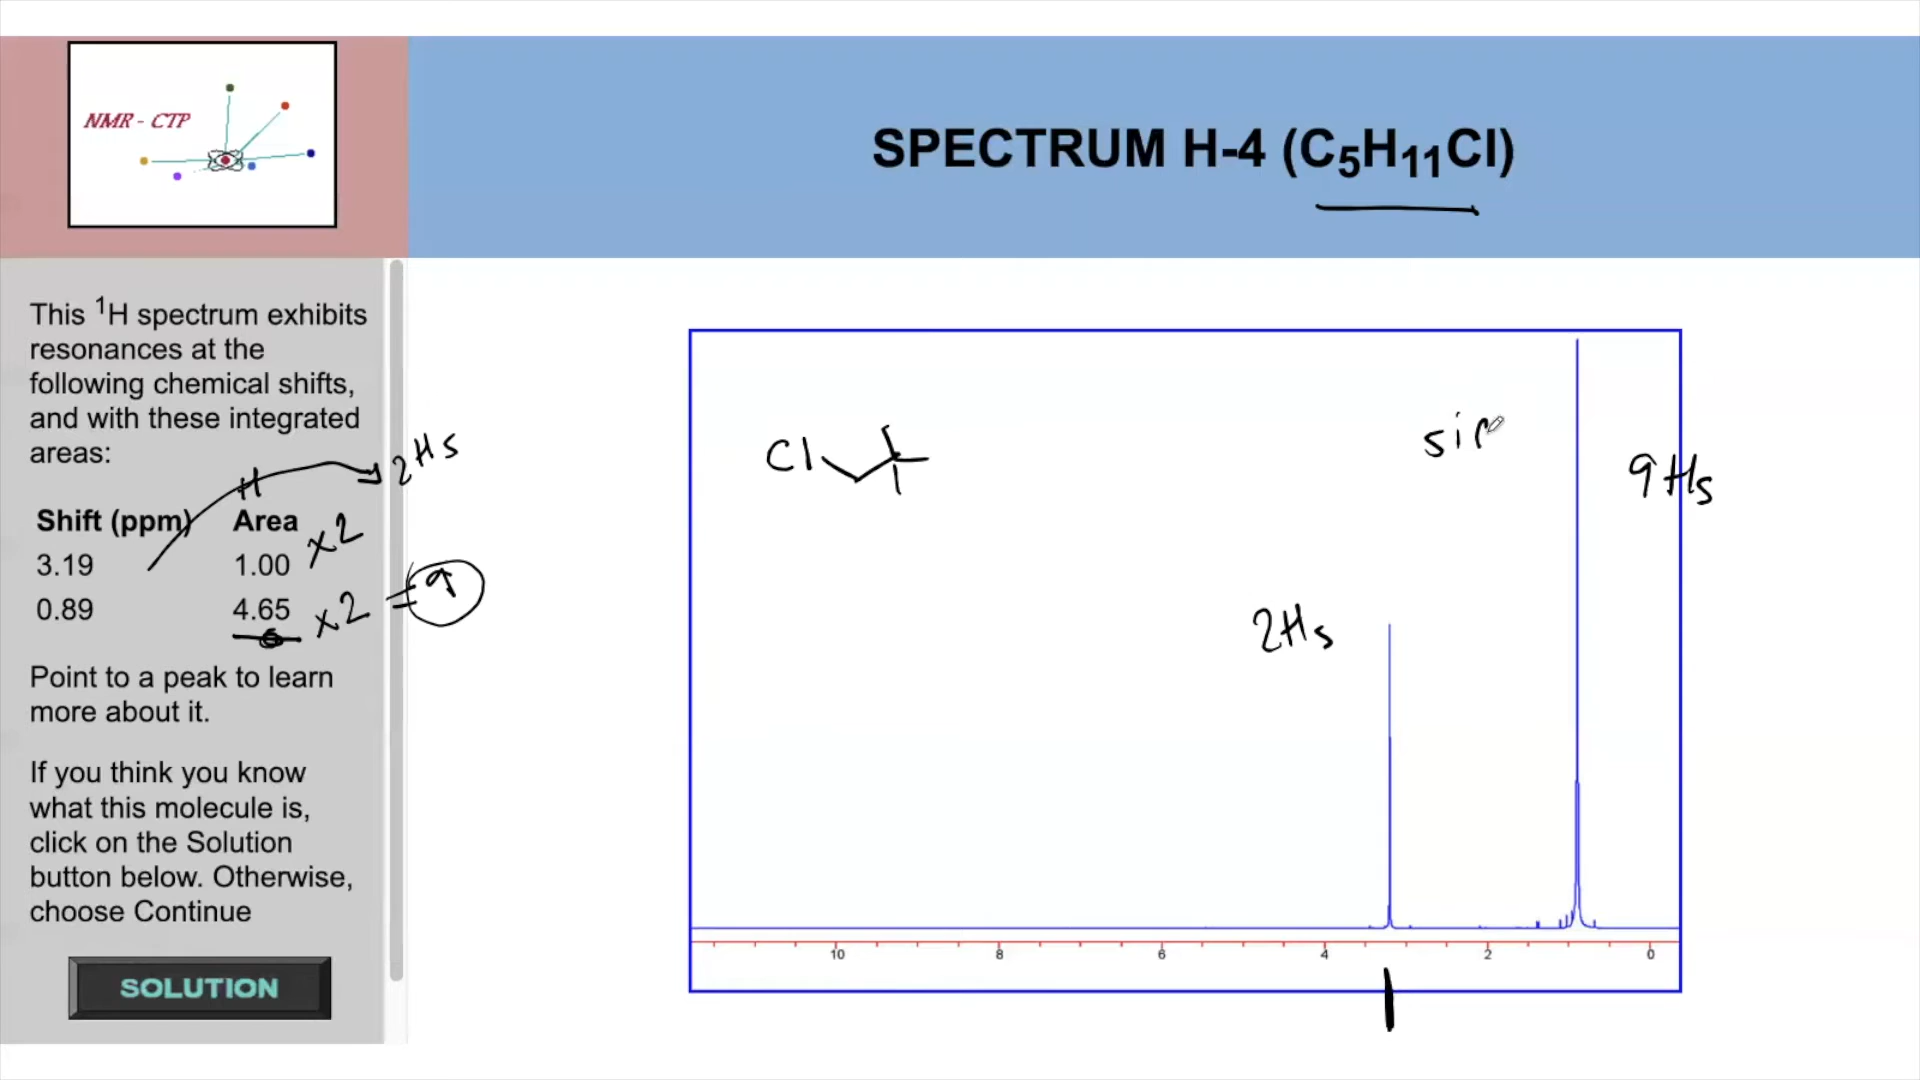 NMR - CTP
SPECTRUM H-4 (C₅H₁₁Cl)
This ¹H spectrum exhibits
resonances at the
following chemical shifts,
and with these integrated
areas:
2Hs
H
Shift (ppm) Area
3.19 1.00 x2
0.89 4.65 x2 = 9
Point to a peak to learn
more about it.
If you think you know
what this molecule is,
click on the Solution
button below. Otherwise,
choose Continue
SOLUTION
Cl
sin
9Hs
2Hs
10 8 6 4 2 0